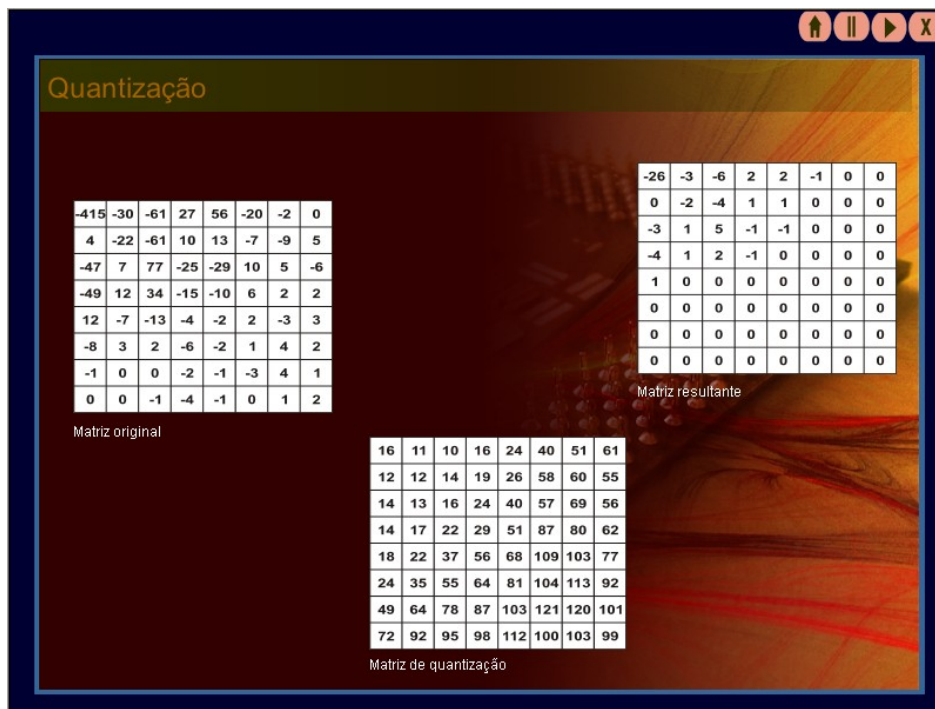 X
Quantização
-415 -30 -61 27 56 -20 -2 0
4 -22 -61 10 13 -7 -9 5
-47 7 77 -25 -29 10 5 -6
-49 12 34 -15 -10 6 2 2
12 -7 -13 -4 -2 2 -3 3
-8 3 2 -6 -2 1 4 2
-1 0 0 -2 -1 -3 4 1
0 0 -1 -4 -1 0 1 2
Matriz original
-26 -3 -6 2 2 -1 0 0
0 -2 -4 1 1 0 0 0
-3 1 5 -1 -1 0 0 0
-4 1 2 -1 0 0 0 0
1 0 0 0 0 0 0 0
0 0 0 0 0 0 0 0
0 0 0 0 0 0 0 0
0 0 0 0 0 0 0 0
Matriz resultante
16 11 10 16 24 40 51 61
12 12 14 19 26 58 60 55
14 13 16 24 40 57 69 56
14 17 22 29 51 87 80 62
18 22 37 56 68 109 103 77
24 35 55 64 81 104 113 92
49 64 78 87 103 121 120 101
72 92 95 98 112 100 103 99
Matriz de quantização